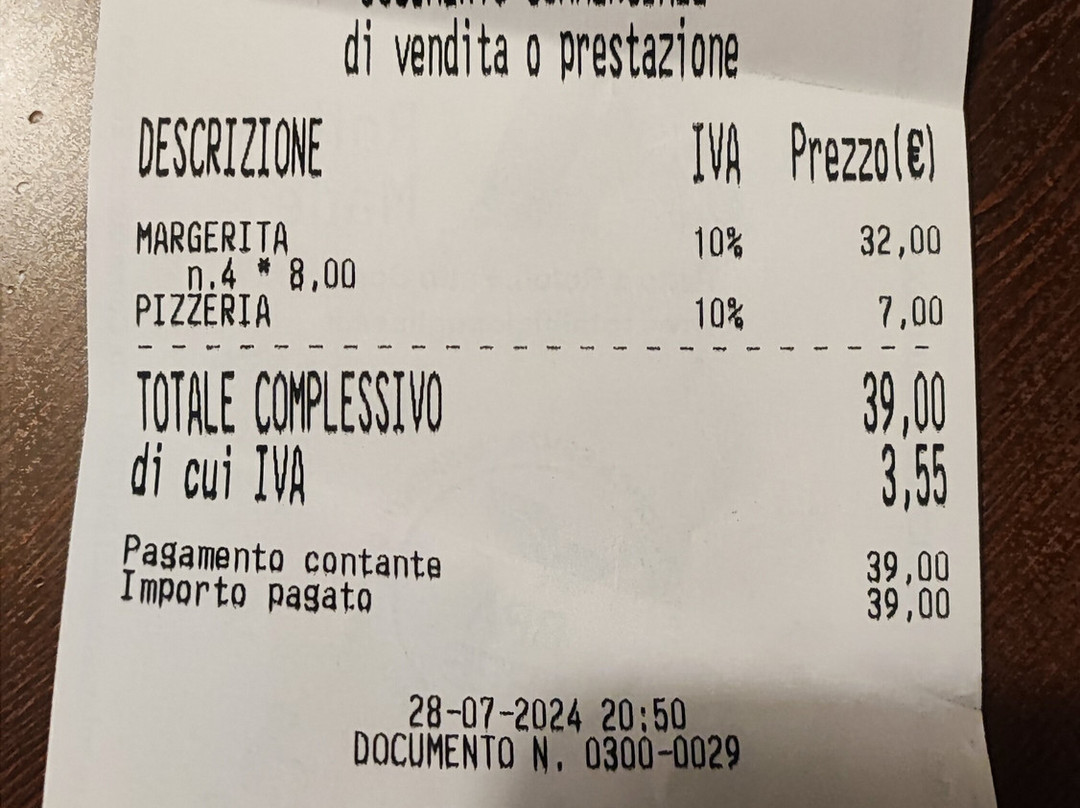 di vendita o prestazione
DESCRIZIONE IVA Prezzo(€)
MARGERITA 10% 32,00
n.4 * 8,00
PIZZERIA 10% 7,00
TOTALE COMPLESSIVO 39,00
di cui IVA 3,55
Pagamento contante 39,00
Importo pagato 39,00
28-07-2024 20:50
DOCUMENTO N. 0300-0029